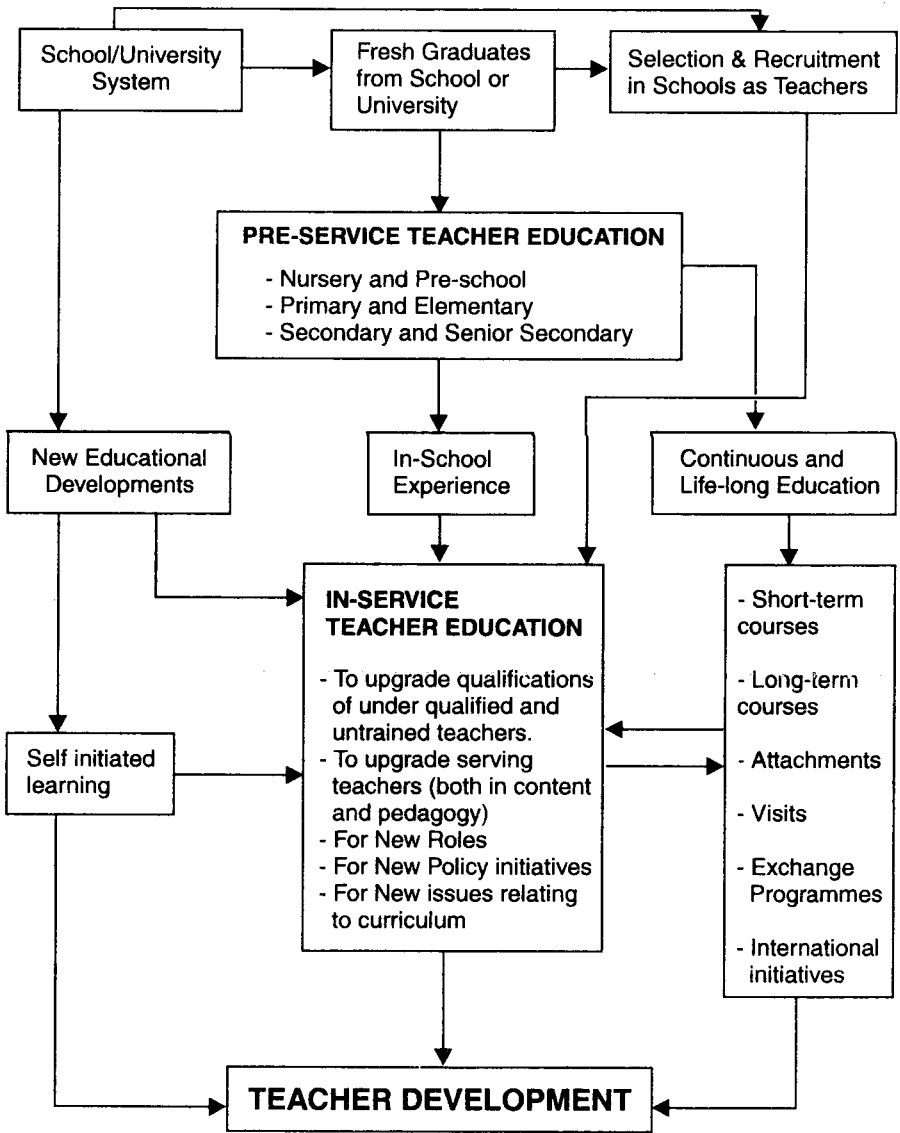 School/University
System
Fresh Graduates
from School or
University
Selection & Recruitment
in Schools as Teachers
PRE-SERVICE TEACHER EDUCATION
- Nursery and Pre-school
- Primary and Elementary
- Secondary and Senior Secondary
New Educational
Developments
In-School
Experience
Continuous and
Life-long Education
IN-SERVICE
TEACHER EDUCATION
- To upgrade qualifications
of under qualified and
untrained teachers.
- To upgrade serving
teachers (both in content
and pedagogy)
- For New Roles
- For New Policy initiatives
- For New issues relating
to curriculum
- Short-term
courses
- Long-term
courses
- Attachments
- Visits
- Exchange
Programmes
- International
initiatives
Self initiated
learning
TEACHER DEVELOPMENT